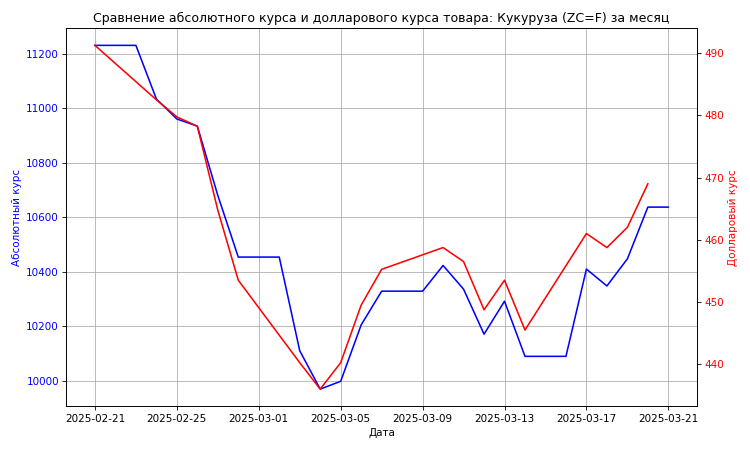 Сравнение абсолютного курса и долларового курса товара: Кукуруза (ZC=F) за месяц
11200
11000
10800
10600
10400
10200
10000
Абсолютный курс
490
480
470
460
450
440
Долларовый курс
2025-02-21 2025-02-25 2025-03-01 2025-03-05 2025-03-09 2025-03-13 2025-03-17 2025-03-21
Дата